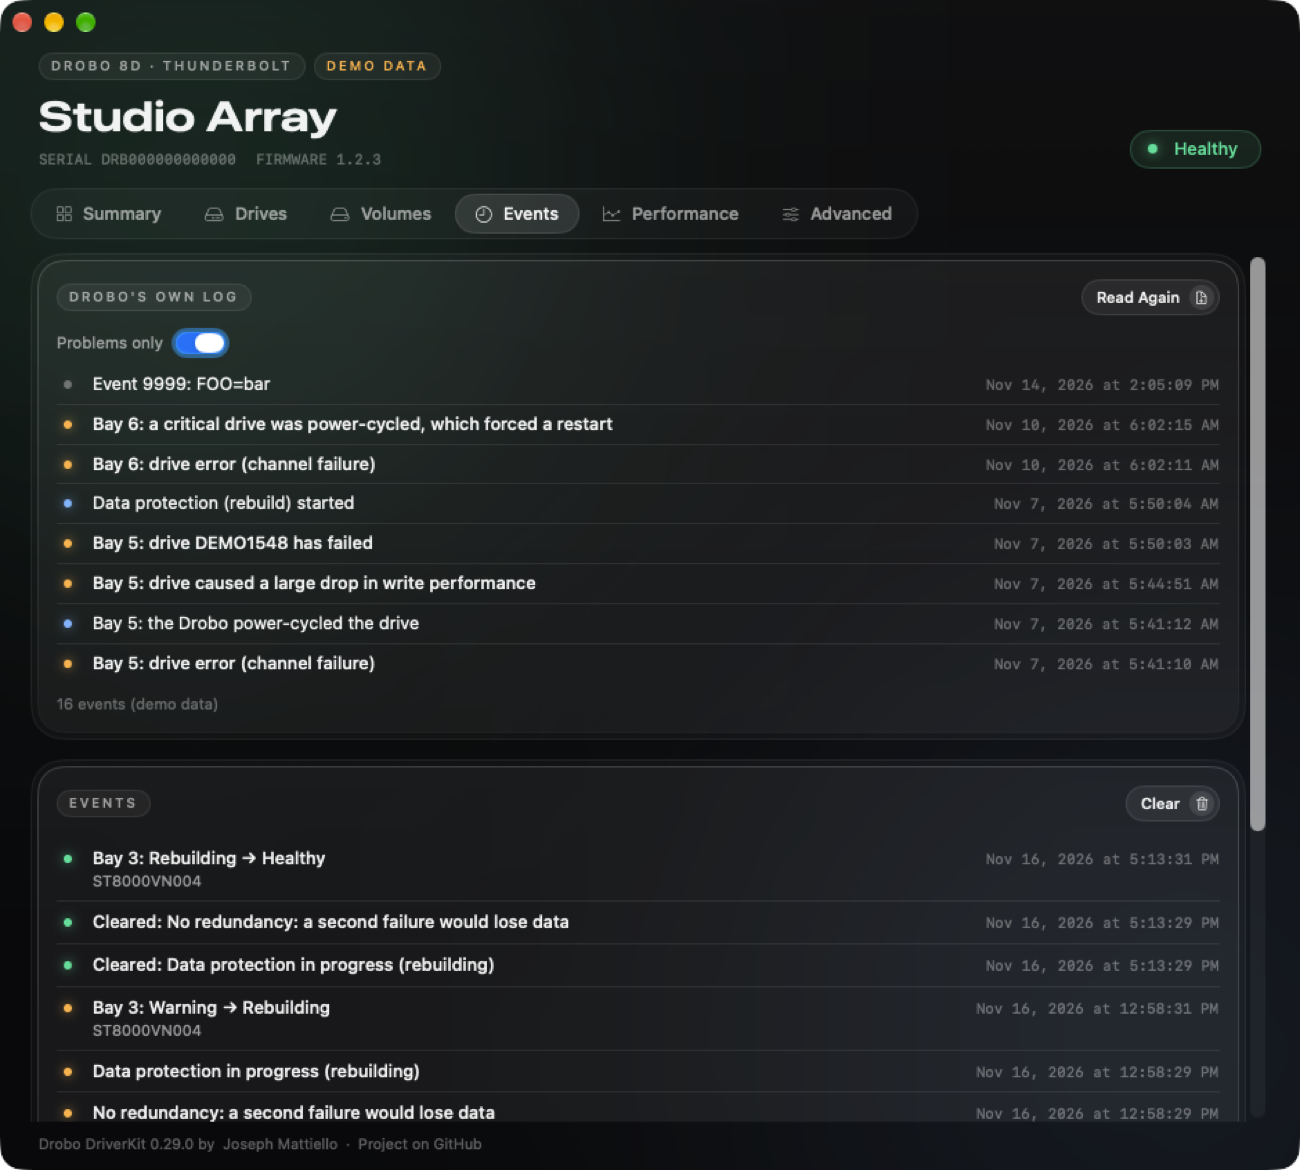 DROBO 8D · THUNDERBOLT
DEMO DATA
Studio Array
SERIAL DRB000000000000 FIRMWARE 1.2.3
Healthy
Summary
Drives
Volumes
Events
Performance
Advanced
DROBO'S OWN LOG
Read Again
Problems only
Event 9999: FOO=bar Nov 14, 2026 at 2:05:09 PM
Bay 6: a critical drive was power-cycled, which forced a restart Nov 10, 2026 at 6:02:15 AM
Bay 6: drive error (channel failure) Nov 10, 2026 at 6:02:11 AM
Data protection (rebuild) started Nov 7, 2026 at 5:50:04 AM
Bay 5: drive DEMO1548 has failed Nov 7, 2026 at 5:50:03 AM
Bay 5: drive caused a large drop in write performance Nov 7, 2026 at 5:44:51 AM
Bay 5: the Drobo power-cycled the drive Nov 7, 2026 at 5:41:12 AM
Bay 5: drive error (channel failure) Nov 7, 2026 at 5:41:10 AM
16 events (demo data)
EVENTS
Clear
Bay 3: Rebuilding → Healthy Nov 16, 2026 at 5:13:31 PM
ST8000VN004
Cleared: No redundancy: a second failure would lose data Nov 16, 2026 at 5:13:29 PM
Cleared: Data protection in progress (rebuilding) Nov 16, 2026 at 5:13:29 PM
Bay 3: Warning → Rebuilding Nov 16, 2026 at 12:58:31 PM
ST8000VN004
Data protection in progress (rebuilding) Nov 16, 2026 at 12:58:29 PM
No redundancy: a second failure would lose data Nov 16, 2026 at 12:58:29 PM
Drobo DriverKit 0.29.0 by Joseph Mattiello · Project on GitHub